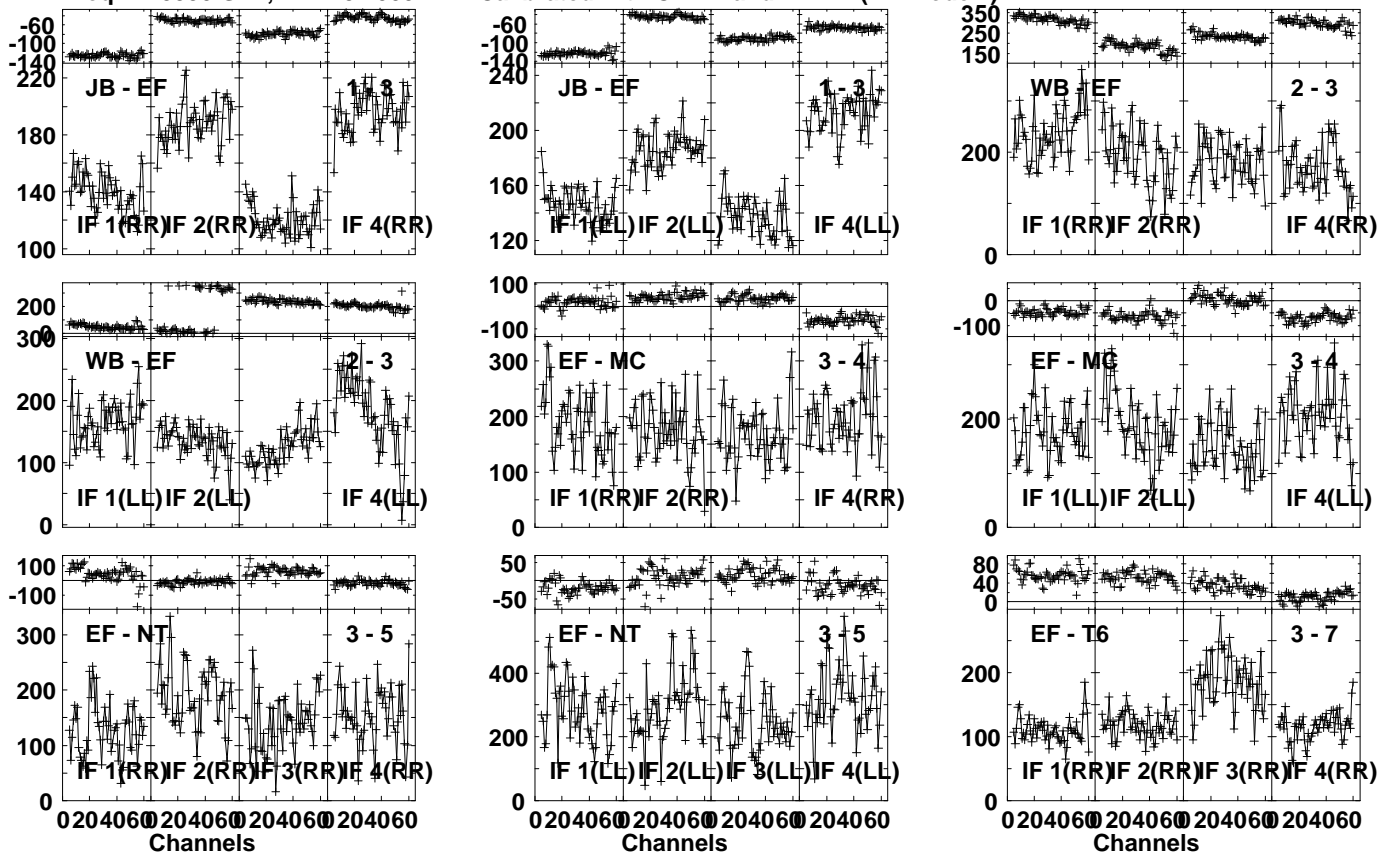 -60
-100
-140
-60
-100
-140
350
250
150
JB - EF 1 - 3
JB - EF 1 - 3
WB - EF 2 - 3
220
180
140
100
240
200
160
120
200
0
IF 1(RR) IF 2(RR) IF 4(RR)
IF 1(LL) IF 2(LL) IF 4(LL)
IF 1(RR) IF 2(RR) IF 4(RR)
200
0
100
-100
0
-100
WB - EF 2 - 3
EF - MC 3 - 4
EF - MC 3 - 4
300
200
100
0
300
200
100
0
200
0
IF 1(LL) IF 2(LL) IF 4(LL)
IF 1(RR) IF 2(RR) IF 4(RR)
IF 1(LL) IF 2(LL) IF 4(LL)
100
-100
50
-50
80
40
0
EF - NT 3 - 5
EF - NT 3 - 5
EF - T6 3 - 7
300
200
100
0
400
200
0
200
100
0
IF 1(RR) IF 2(RR) IF 3(RR) IF 4(RR)
IF 1(LL) IF 2(LL) IF 3(LL) IF 4(LL)
IF 1(RR) IF 2(RR) IF 3(RR) IF 4(RR)
0 20 40 60 0 20 40 60 0 20 40 60 0 20 40 60
0 20 40 60 0 20 40 60 0 20 40 60 0 20 40 60
0 20 40 60 0 20 40 60 0 20 40 60 0 20 40 60
Channels Channels Channels